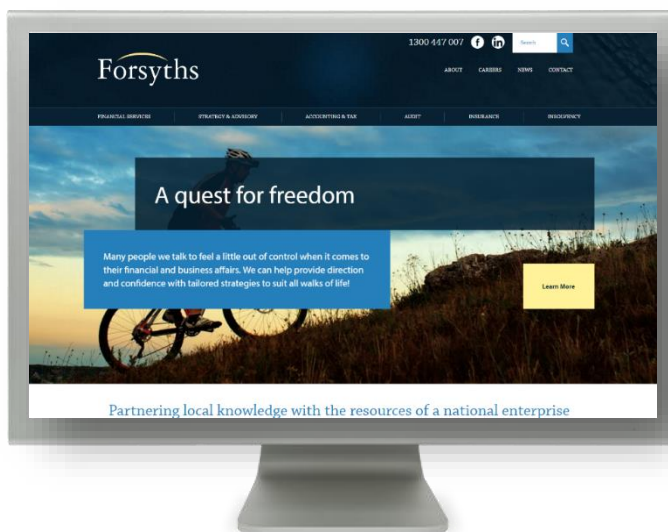 1300 447 007
Search
Forsyths
ABOUT CAREERS NEWS CONTACT
FINANCIAL SERVICES STRATEGY & ADVISORY ACCOUNTING & TAX AUDIT INSURANCE INSOLVENCY
A quest for freedom
Many people we talk to feel a little out of control when it comes to
their financial and business affairs. We can help provide direction
and confidence with tailored strategies to suit all walks of life!
Learn More
Partnering local knowledge with the resources of a national enterprise